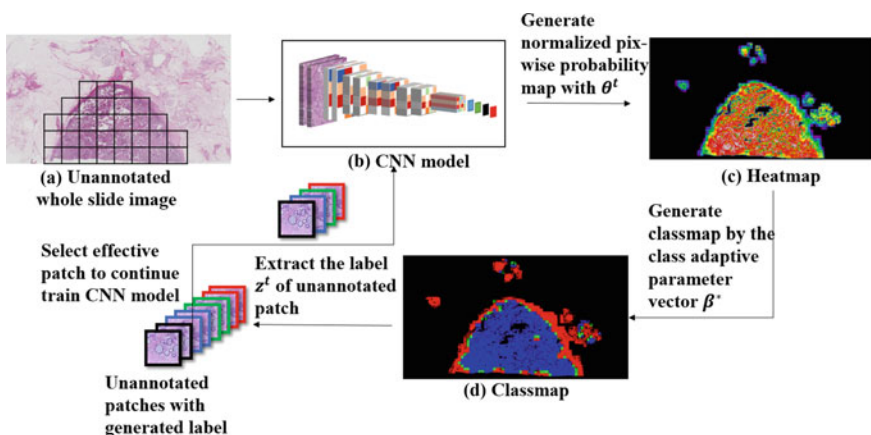 Generate
normalized pix-
wise probability
map with θᵗ
(a) Unannotated
whole slide image
(b) CNN model
(c) Heatmap
Generate
classmap by the
class adaptive
parameter
vector β*
(d) Classmap
Extract the label
zᵗ of unannotated
patch
Select effective
patch to continue
train CNN model
Unannotated
patches with
generated label